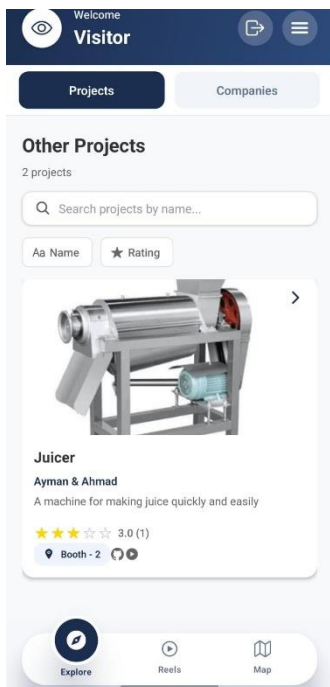 Welcome
Visitor
Projects
Companies
Other Projects
2 projects
Search projects by name...
Aa Name
Rating
Juicer
Ayman & Ahmad
A machine for making juice quickly and easily
3.0 (1)
Booth - 2
Explore
Reels
Map